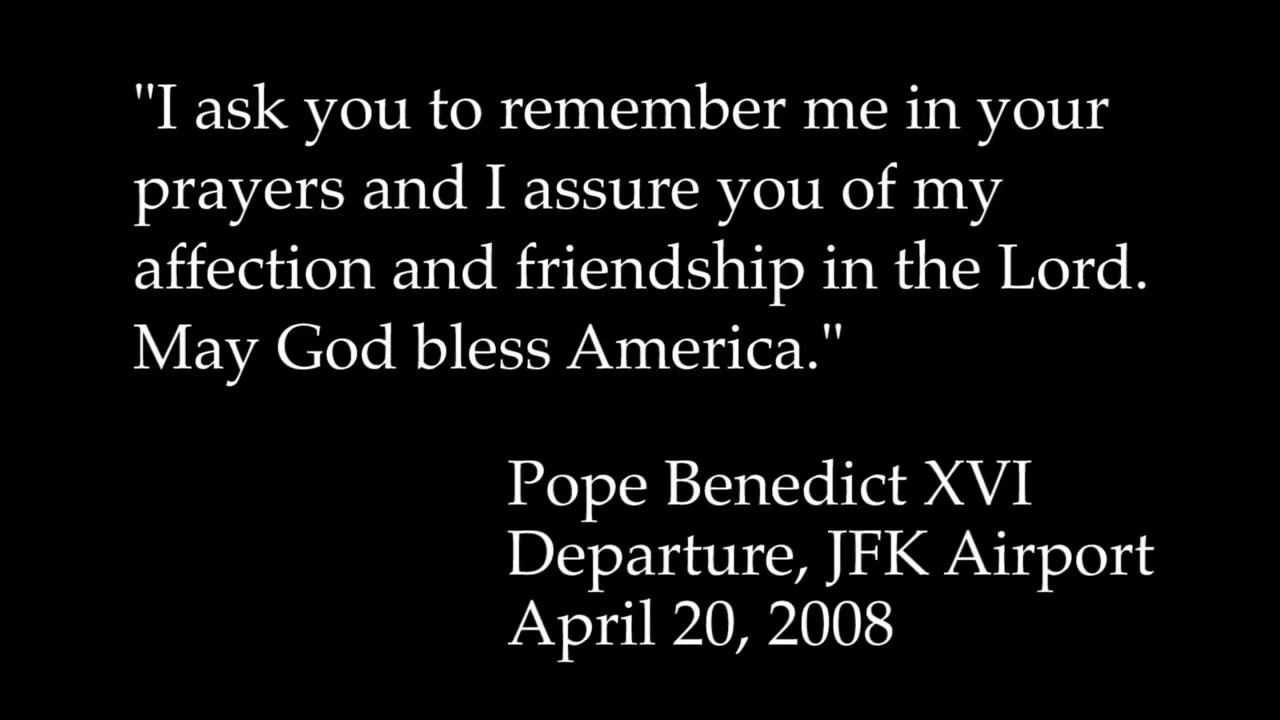 "I ask you to remember me in your
prayers and I assure you of my
affection and friendship in the Lord.
May God bless America."
Pope Benedict XVI
Departure, JFK Airport
April 20, 2008